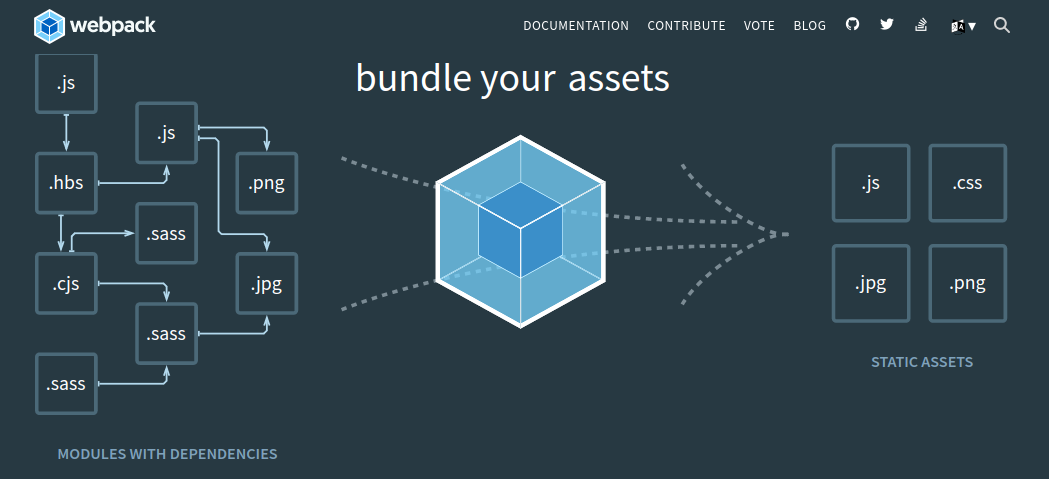 webpack
DOCUMENTATION CONTRIBUTE VOTE BLOG
bundle your assets
.js
.js
.hbs
.png
.sass
.cjs
.jpg
.sass
.sass
MODULES WITH DEPENDENCIES
.js
.css
.jpg
.png
STATIC ASSETS